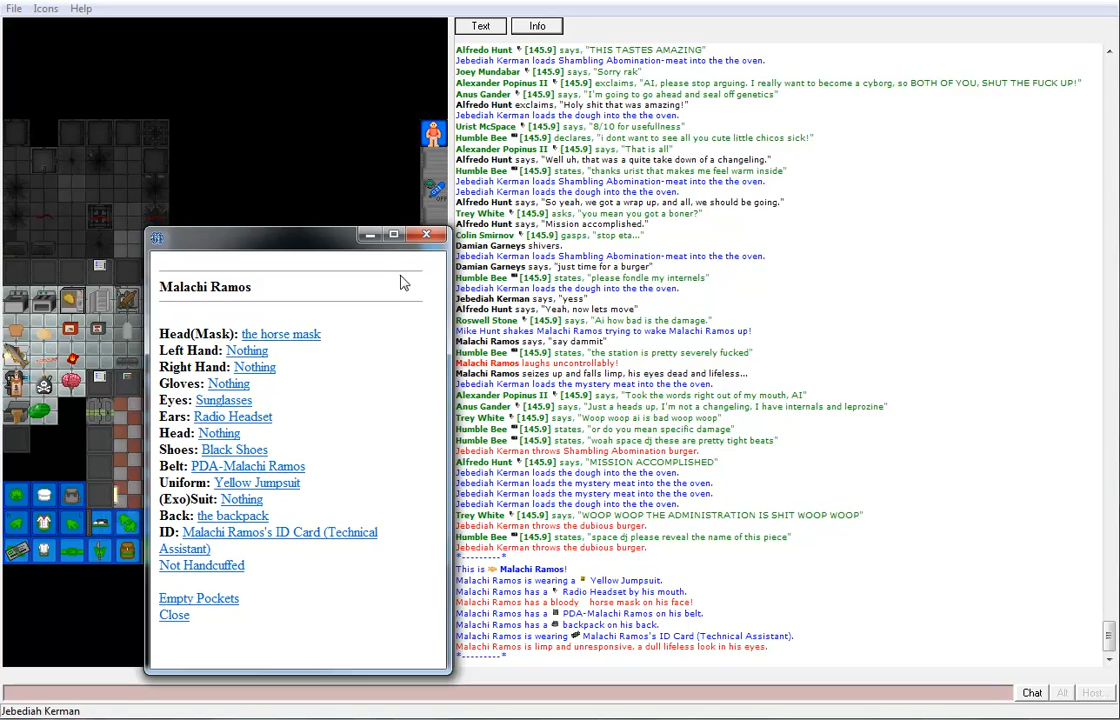 File Icons Help
Text Info
Alfredo Hunt [145.9] says, "THIS TASTES AMAZING"
Jebediah Kerman loads Shambling Abomination-meat into the the oven.
Joey Mundabar [145.9] says, "Sorry rak"
Alexander Popinus II [145.9] exclaims, "AI, please stop arguing. I really want to become a cyborg, so BOTH OF YOU, SHUT THE FUCK UP!"
Anus Gander [145.9] says, "I'm going to go ahead and seal off genetics"
Alfredo Hunt exclaims, "Holy shit that was amazing!"
Jebediah Kerman loads the dough into the the oven.
Urist McSpace [145.9] says, "8/10 for usefullness"
Humble Bee [145.9] declares, "i dont want to see all you cute little chicos sick!"
Alexander Popinus II [145.9] says, "That is all"
Alfredo Hunt says, "Well uh, that was a quite take down of a changeling."
Humble Bee [145.9] states, "thanks urist that makes me feel warm inside"
Jebediah Kerman loads Shambling Abomination-meat into the the oven.
Jebediah Kerman loads the dough into the the oven.
Alfredo Hunt says, "So yeah, we got a wrap up, and all, we should be going."
Trey White [145.9] asks, "you mean you got a boner?"
Alfredo Hunt says, "Mission accomplished."
Colin Smirnov [145.9] gasps, "stop eta..."
Damian Garneys shivers.
Jebediah Kerman loads Shambling Abomination-meat into the the oven.
Damian Garneys says, "just time for a burger"
Humble Bee [145.9] states, "please fondle my internels"
Jebediah Kerman loads the dough into the the oven.
Jebediah Kerman says, "yess"
Alfredo Hunt says, "Yeah, now lets move"
Roswell Stone [145.9] says, "Ai how bad is the damage."
Mike Hunt shakes Malachi Ramos trying to wake Malachi Ramos up!
Malachi Ramos says, "say dammit"
Humble Bee [145.9] states, "the station is pretty severely fucked"
Malachi Ramos laughs uncontrollably!
Malachi Ramos seizes up and falls limp, his eyes dead and lifeless...
Jebediah Kerman loads the mystery meat into the the oven.
Alexander Popinus II [145.9] says, "Took the words right out of my mouth, AI"
Anus Gander [145.9] says, "Just a heads up, I'm not a changeling, I have internals and leprozine"
Trey White [145.9] says, "Woop woop ai is bad woop woop"
Humble Bee [145.9] states, "or do you mean specific damage"
Humble Bee [145.9] states, "woah space dj these are pretty tight beats"
Jebediah Kerman throws Shambling Abomination burger.
Alfredo Hunt [145.9] says, "MISSION ACCOMPLISHED"
Jebediah Kerman loads the dough into the the oven.
Jebediah Kerman loads the mystery meat into the the oven.
Jebediah Kerman loads the mystery meat into the the oven.
Jebediah Kerman loads the dough into the the oven.
Trey White [145.9] says, "WOOP WOOP THE ADMINISTRATION IS SHIT WOOP WOOP"
Jebediah Kerman throws the dubious burger.
Humble Bee [145.9] states, "space dj please reveal the name of this piece"
Jebediah Kerman throws the dubious burger.
*---------*
This is Malachi Ramos!
Malachi Ramos is wearing a Yellow Jumpsuit.
Malachi Ramos has a Radio Headset by his mouth.
Malachi Ramos has a bloody horse mask on his face!
Malachi Ramos has a PDA-Malachi Ramos on his belt.
Malachi Ramos has a backpack on his back.
Malachi Ramos is wearing Malachi Ramos's ID Card (Technical Assistant).
Malachi Ramos is limp and unresponsive, a dull lifeless look in his eyes.
*---------*
OFF
Malachi Ramos
Head(Mask): the horse mask
Left Hand: Nothing
Right Hand: Nothing
Gloves: Nothing
Eyes: Sunglasses
Ears: Radio Headset
Head: Nothing
Shoes: Black Shoes
Belt: PDA-Malachi Ramos
Uniform: Yellow Jumpsuit
(Exo)Suit: Nothing
Back: the backpack
ID: Malachi Ramos's ID Card (Technical
Assistant)
Not Handcuffed
Empty Pockets
Close
Chat Alt Host...
Jebediah Kerman